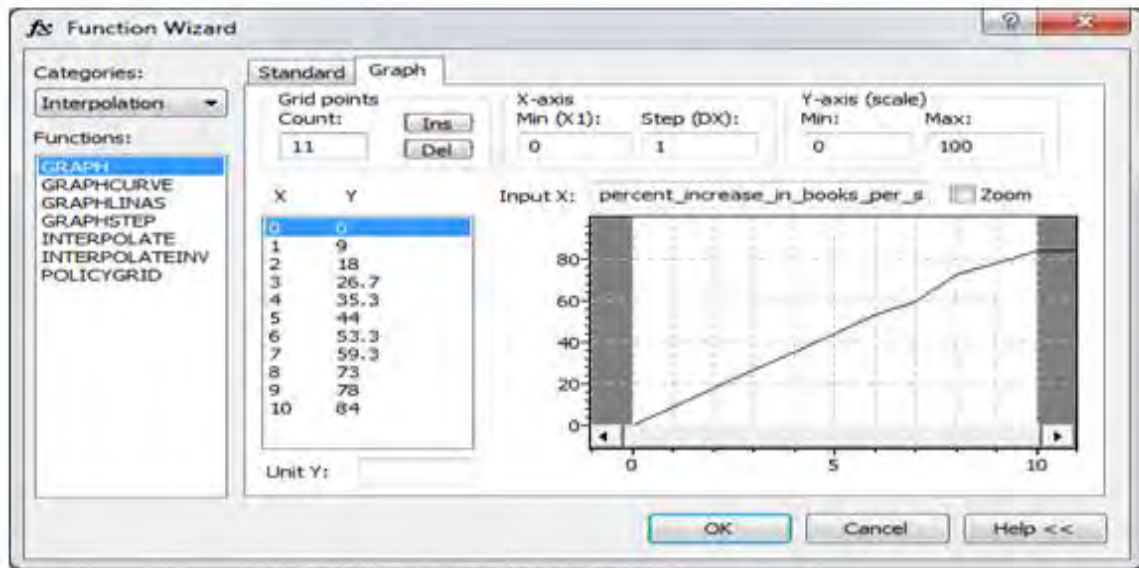 fx Function Wizard
Categories:
Interpolation
Functions:
GRAPH
GRAPHCURVE
GRAPHLINAS
GRAPHSTEP
INTERPOLATE
INTERPOLATEINV
POLICYGRID
Standard Graph
Grid points
Count:
11
Ins
Del
X-axis
Min (X1): Step (DX):
0 1
Y-axis (scale)
Min: Max:
0 100
X Y
0 0
1 9
2 18
3 26.7
4 35.3
5 44
6 53.3
7 59.3
8 73
9 78
10 84
Unit Y:
Input X: percent_increase_in_books_per_s Zoom
80
60
40
20
0
0 5 10
OK Cancel Help <<